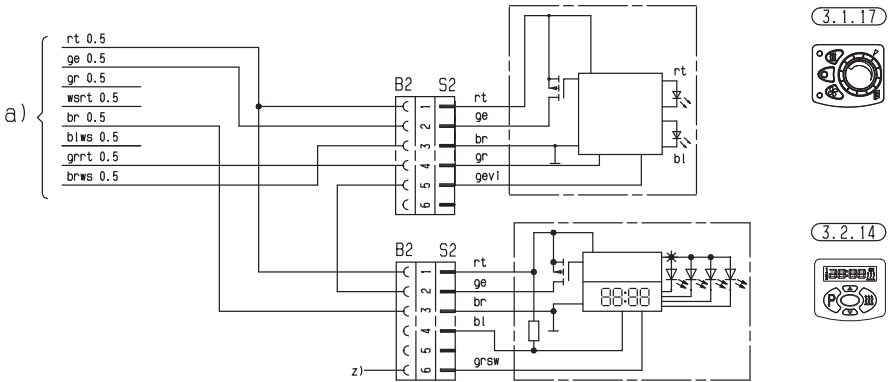 a)
rt 0.5
ge 0.5
gr 0.5
wsrt 0.5
br 0.5
blws 0.5
grrt 0.5
brws 0.5
B2 S2
1 rt
2 ge
3 br
4 gr
5 gevi
6
rt
bl
3.1.17
B2 S2
1 rt
2 ge
3 br
4 bl
5
z) 6 grsw
88:88
3.2.14
88:88
P